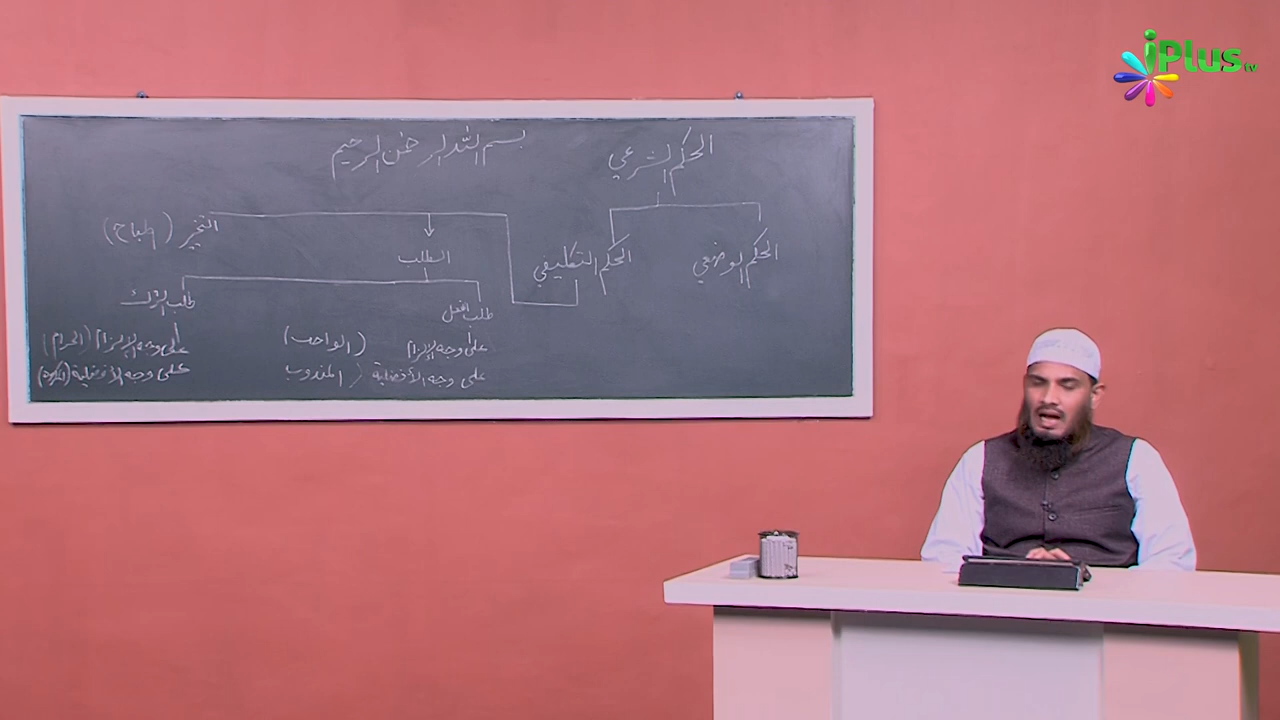 iPlus tv
بسم الله الرحمن الرحيم
الحكم الشرعي
الحكم الوضعي
الحكم التكليفي
الطلب
التخيير (المباح)
طلب الفعل
طلب الترك
على وجه الإلزام (الواجب)
على وجه الأفضلية (المندوب
على وجه الإلزام (الحرام)
على وجه الأفضلية (المكروه)